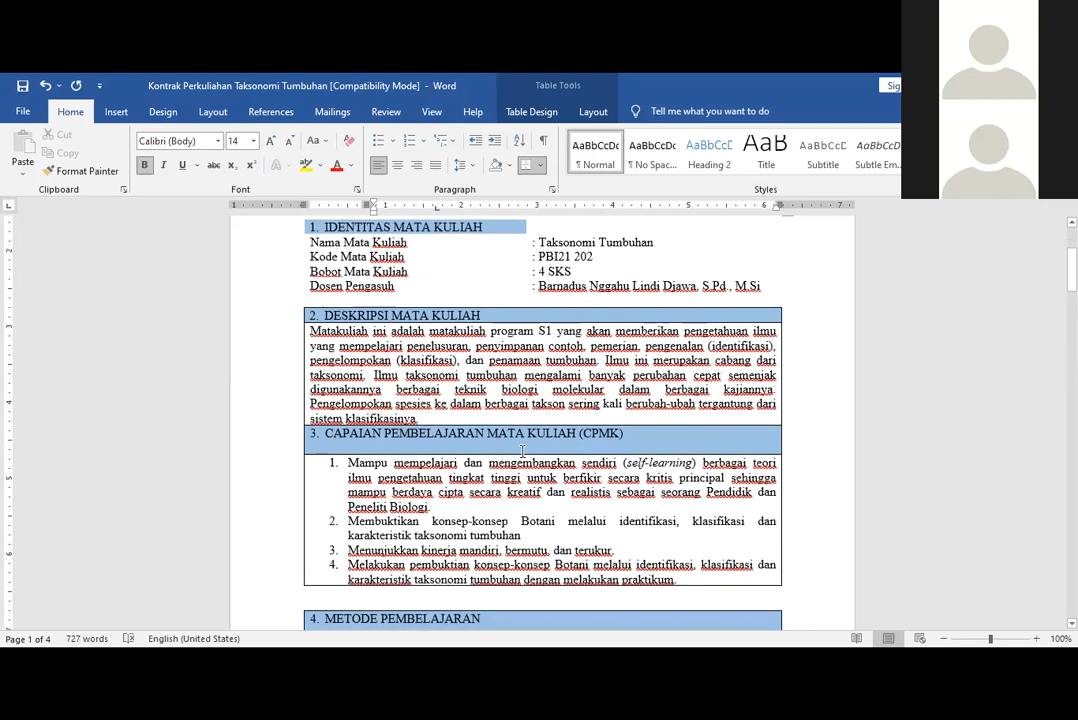 Kontrak Perkuliahan Taksonomi Tumbuhan [Compatibility Mode] - Word
Table Tools
File Home Insert Design Layout References Mailings Review View Help Table Design Layout Tell me what you want to do
Cut
Copy
Format Painter
Paste
Calibri (Body) 14
AaBbCcDc AaBbCcDc AaBbCcD AaB AaBbCcD AaBbCcDc
¶ Normal ¶ No Spac... Heading 2 Title Subtitle Subtle Em...
Clipboard Font Paragraph Styles
1. IDENTITAS MATA KULIAH
Nama Mata Kuliah : Taksonomi Tumbuhan
Kode Mata Kuliah : PBI21 202
Bobot Mata Kuliah : 4 SKS
Dosen Pengasuh : Barnadus Nggahu Lindi Djawa, S.Pd., M.Si
2. DESKRIPSI MATA KULIAH
Matakuliah ini adalah matakuliah program S1 yang akan memberikan pengetahuan ilmu
yang mempelajari penelusuran, penyimpanan contoh, pemerian, pengenalan (identifikasi),
pengelompokan (klasifikasi), dan penamaan tumbuhan. Ilmu ini merupakan cabang dari
taksonomi. Ilmu taksonomi tumbuhan mengalami banyak perubahan cepat semenjak
digunakannya berbagai teknik biologi molekular dalam berbagai kajiannya.
Pengelompokan spesies ke dalam berbagai takson sering kali berubah-ubah tergantung dari
sistem klasifikasinya.
3. CAPAIAN PEMBELAJARAN MATA KULIAH (CPMK)
1. Mampu mempelajari dan mengembangkan sendiri (self-learning) berbagai teori
ilmu pengetahuan tingkat tinggi untuk berfikir secara kritis principal sehingga
mampu berdaya cipta secara kreatif dan realistis sebagai seorang Pendidik dan
Peneliti Biologi.
2. Membuktikan konsep-konsep Botani melalui identifikasi, klasifikasi dan
karakteristik taksonomi tumbuhan
3. Menunjukkan kinerja mandiri, bermutu, dan terukur.
4. Melakukan pembuktian konsep-konsep Botani melalui identifikasi, klasifikasi dan
karakteristik taksonomi tumbuhan dengan melakukan praktikum.
4. METODE PEMBELAJARAN
Page 1 of 4 727 words English (United States) 100%